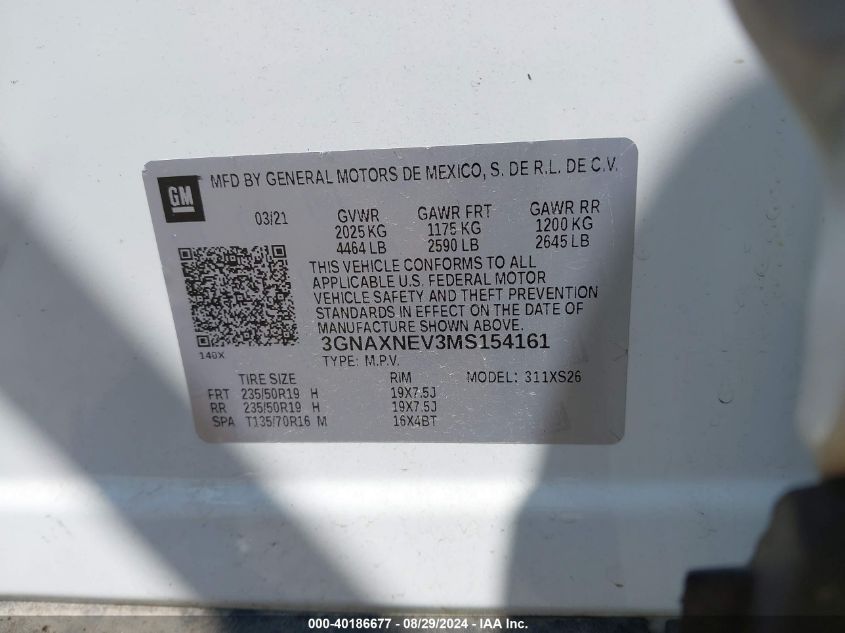 GM
MFD BY GENERAL MOTORS DE MEXICO, S. DE R.L. DE C.V.
03/21 GVWR GAWR FRT GAWR RR
2025 KG 1175 KG 1200 KG
4464 LB 2590 LB 2645 LB
THIS VEHICLE CONFORMS TO ALL
APPLICABLE U.S. FEDERAL MOTOR
VEHICLE SAFETY AND THEFT PREVENTION
STANDARDS IN EFFECT ON THE DATE OF
MANUFACTURE SHOWN ABOVE.
140X
3GNAXNEV3MS154161
TYPE: M.P.V.
TIRE SIZE RIM MODEL: 311XS26
FRT 235/50R19 H 19X7.5J
RR 235/50R19 H 19X7.5J
SPA T135/70R16 M 16X4BT
000-40186677 - 08/29/2024 - IAA Inc.